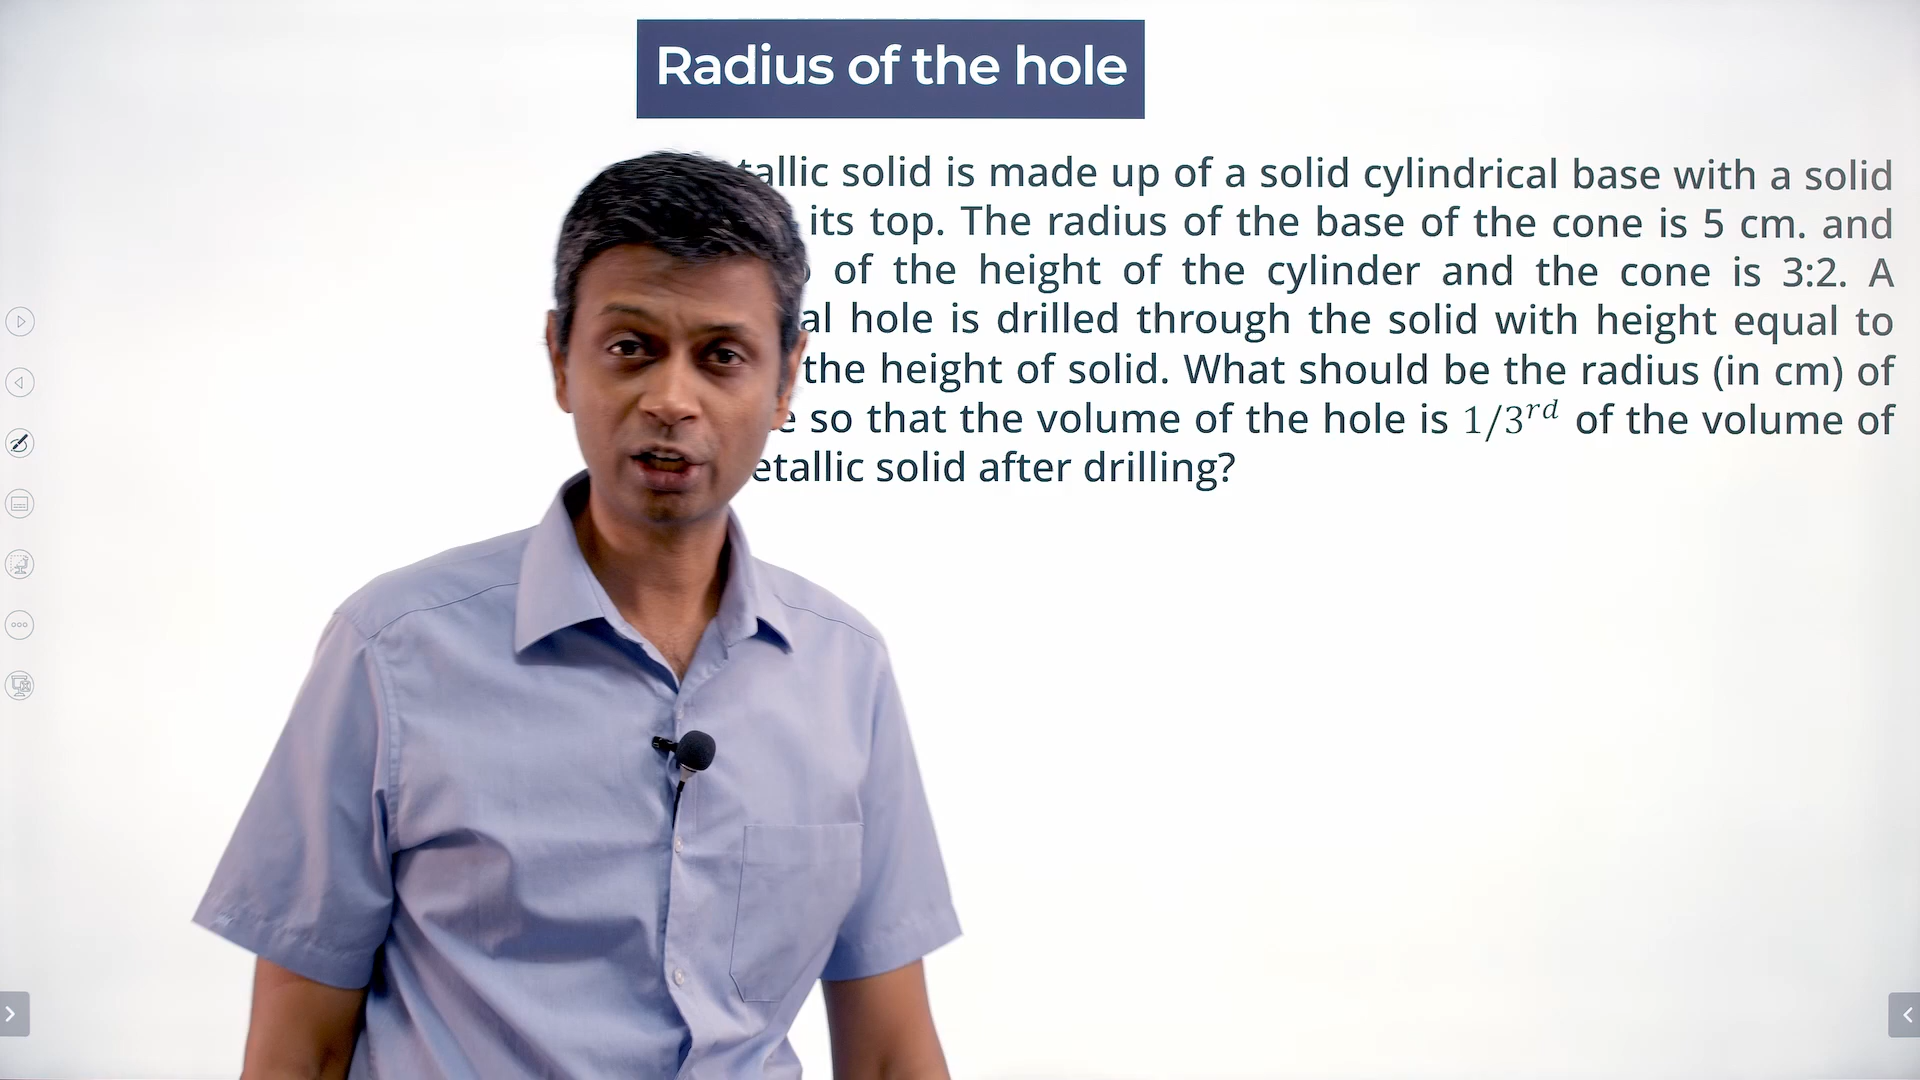 Radius of the hole
tallic solid is made up of a solid cylindrical base with a solid
its top. The radius of the base of the cone is 5 cm. and
of the height of the cylinder and the cone is 3:2. A
al hole is drilled through the solid with height equal to
the height of solid. What should be the radius (in cm) of
e so that the volume of the hole is 1/3rd of the volume of
etallic solid after drilling?